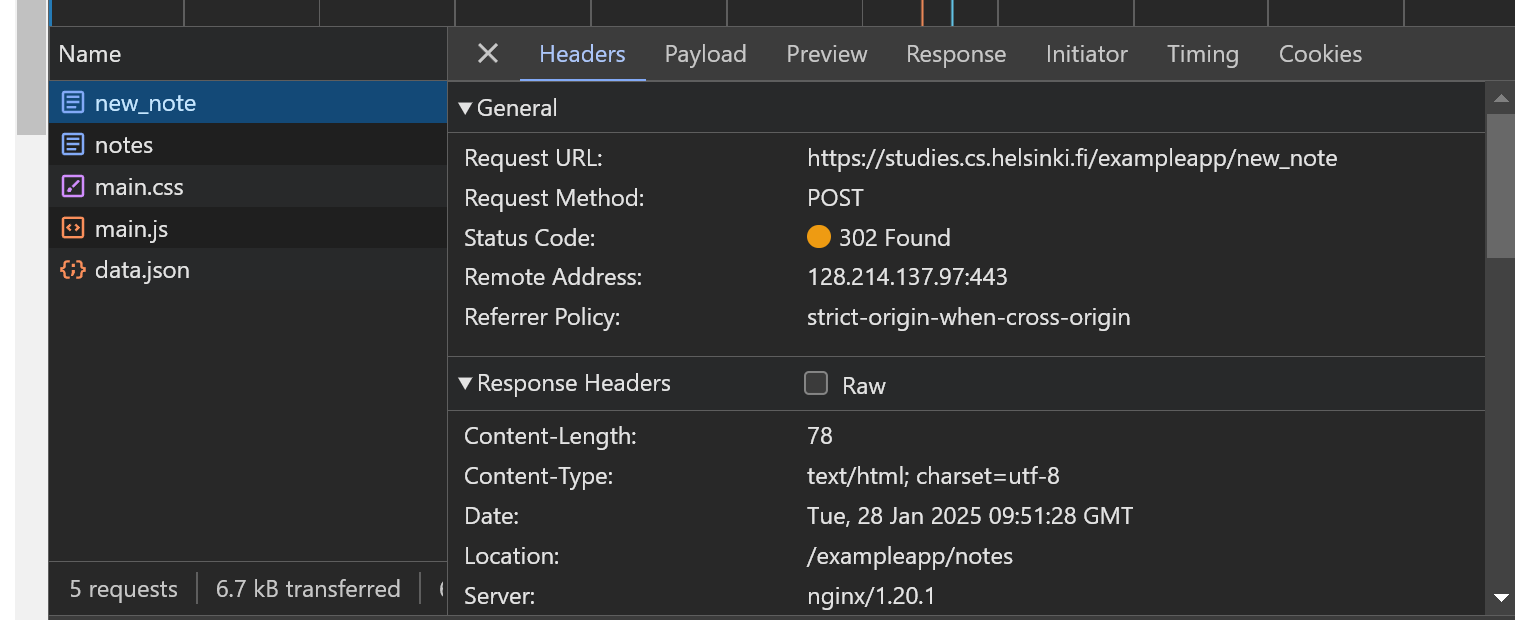 Name
Headers Payload Preview Response Initiator Timing Cookies
new_note
notes
main.css
main.js
data.json
5 requests 6.7 kB transferred
General
Request URL: https://studies.cs.helsinki.fi/exampleapp/new_note
Request Method: POST
Status Code: 302 Found
Remote Address: 128.214.137.97:443
Referrer Policy: strict-origin-when-cross-origin
Response Headers Raw
Content-Length: 78
Content-Type: text/html; charset=utf-8
Date: Tue, 28 Jan 2025 09:51:28 GMT
Location: /exampleapp/notes
Server: nginx/1.20.1